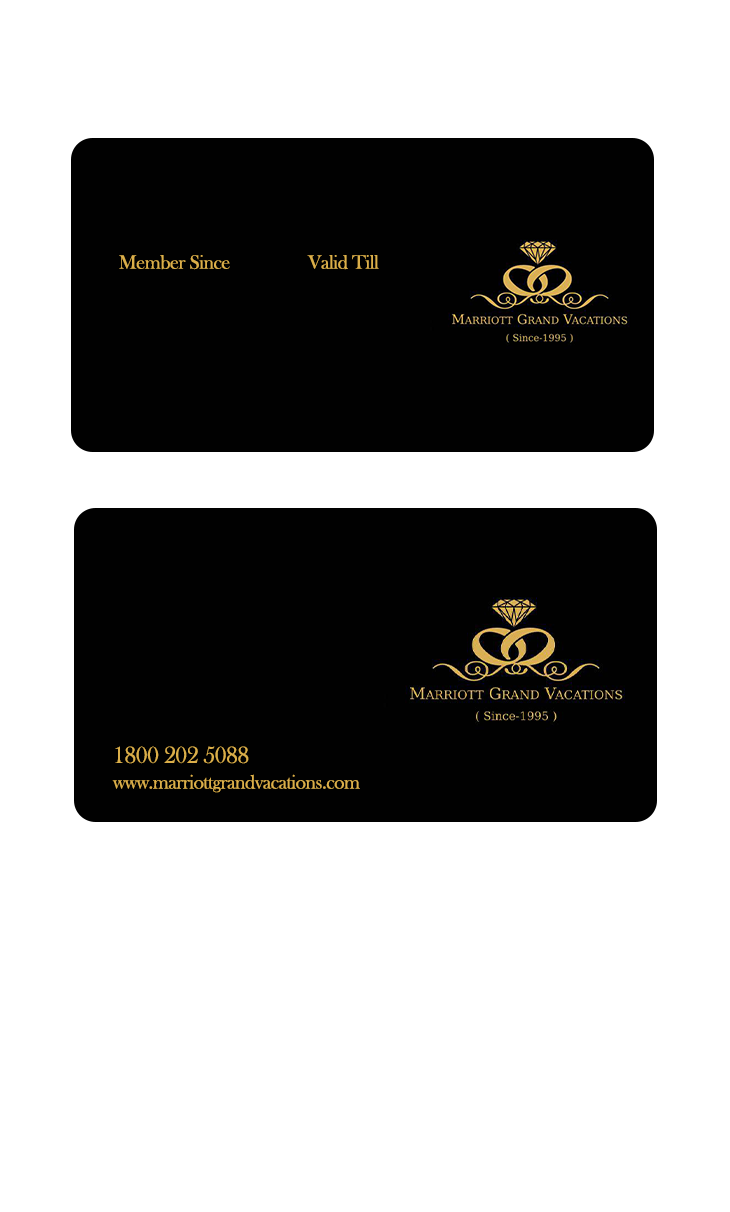 Member Since
Valid Till
Marriott Grand Vacations
( Since-1995 )
Marriott Grand Vacations
( Since-1995 )
1800 202 5088
www.marriottgrandvacations.com